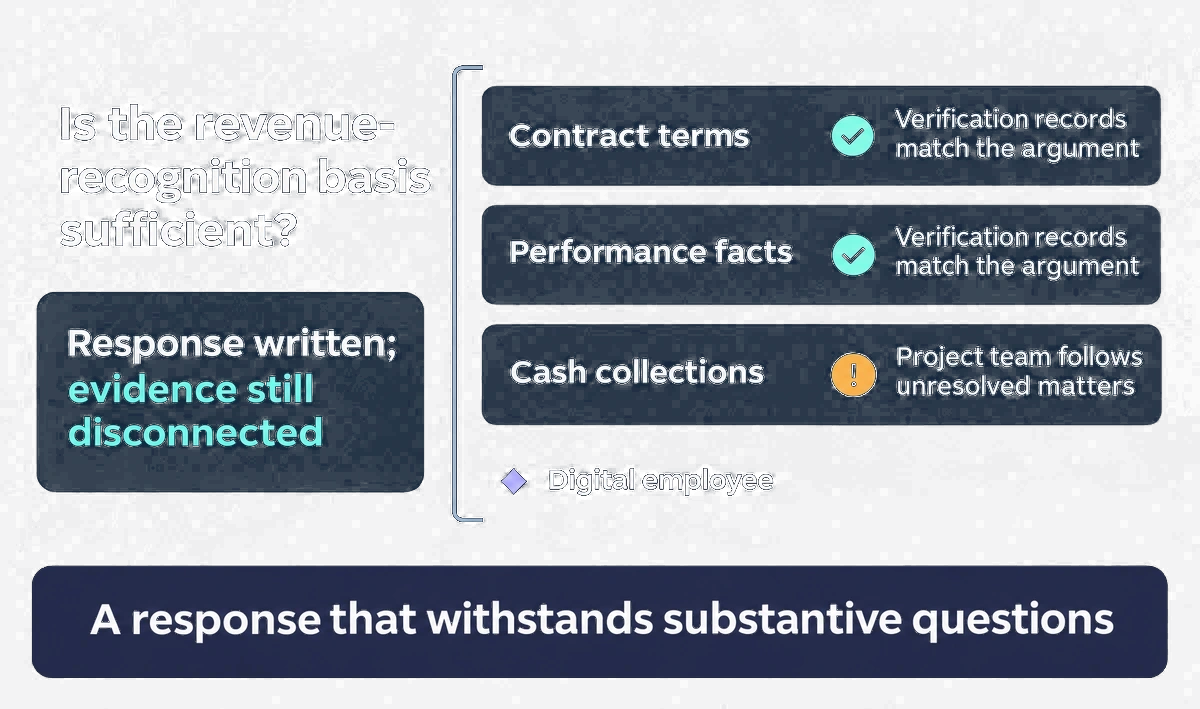 Is the revenue-
recognition basis
sufficient?
Response written;
evidence still
disconnected
Contract terms
Verification records
match the argument
Performance facts
Verification records
match the argument
Cash collections
Project team follows
unresolved matters
Digital employee
A response that withstands substantive questions